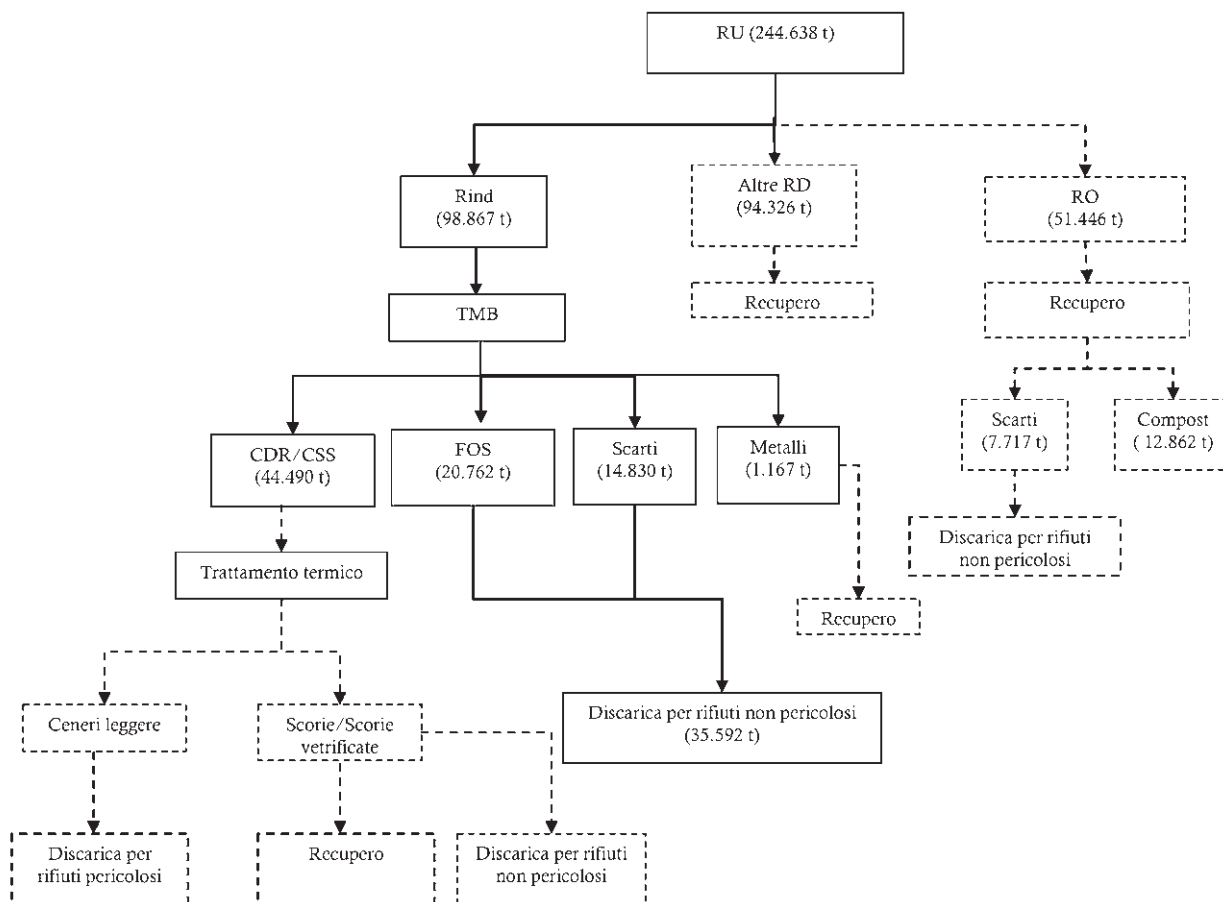 RU (244.638 t)
Rind
(98.867 t)
Altre RD
(94.326 t)
RO
(51.446 t)
TMB
Recupero
Recupero
CDR/CSS
(44.490 t)
FOS
(20.762 t)
Scarti
(14.830 t)
Metalli
(1.167 t)
Scarti
(7.717 t)
Compost
( 12.862 t)
Trattamento termico
Discarica per rifiuti
non pericolosi
Recupero
Ceneri leggere
Scorie/Scorie
vetrificate
Discarica per rifiuti non pericolosi
(35.592 t)
Discarica per
rifiuti pericolosi
Recupero
Discarica per rifiuti
non pericolosi